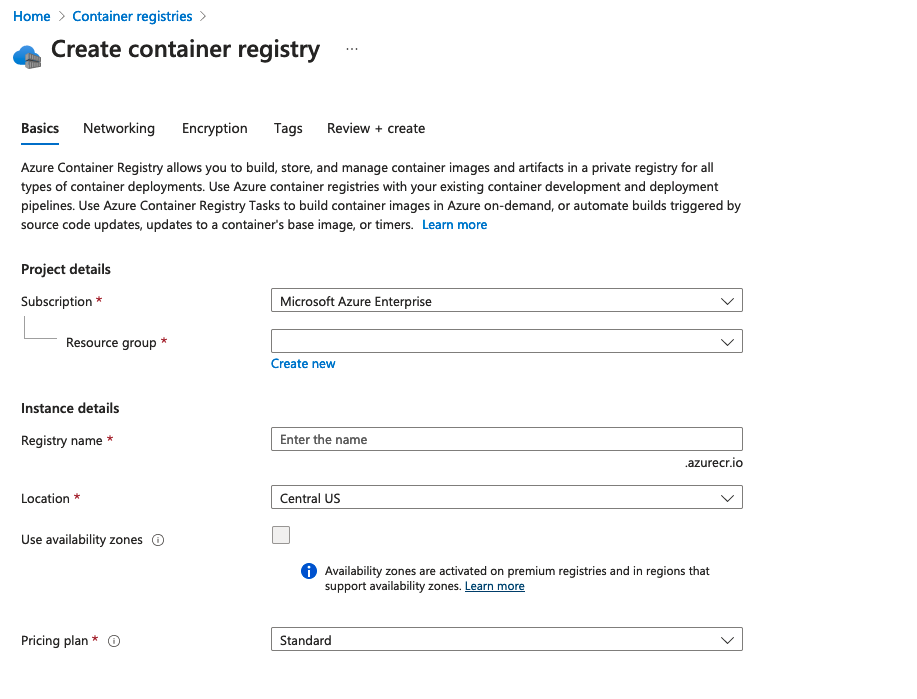 Home > Container registries >
Create container registry ...
Basics Networking Encryption Tags Review + create
Azure Container Registry allows you to build, store, and manage container images and artifacts in a private registry for all
types of container deployments. Use Azure container registries with your existing container development and deployment
pipelines. Use Azure Container Registry Tasks to build container images in Azure on-demand, or automate builds triggered by
source code updates, updates to a container's base image, or timers. Learn more
Project details
Subscription * Microsoft Azure Enterprise
Resource group *
Create new
Instance details
Registry name * Enter the name
.azurecr.io
Location * Central US
Use availability zones
Availability zones are activated on premium registries and in regions that
support availability zones. Learn more
Pricing plan * Standard